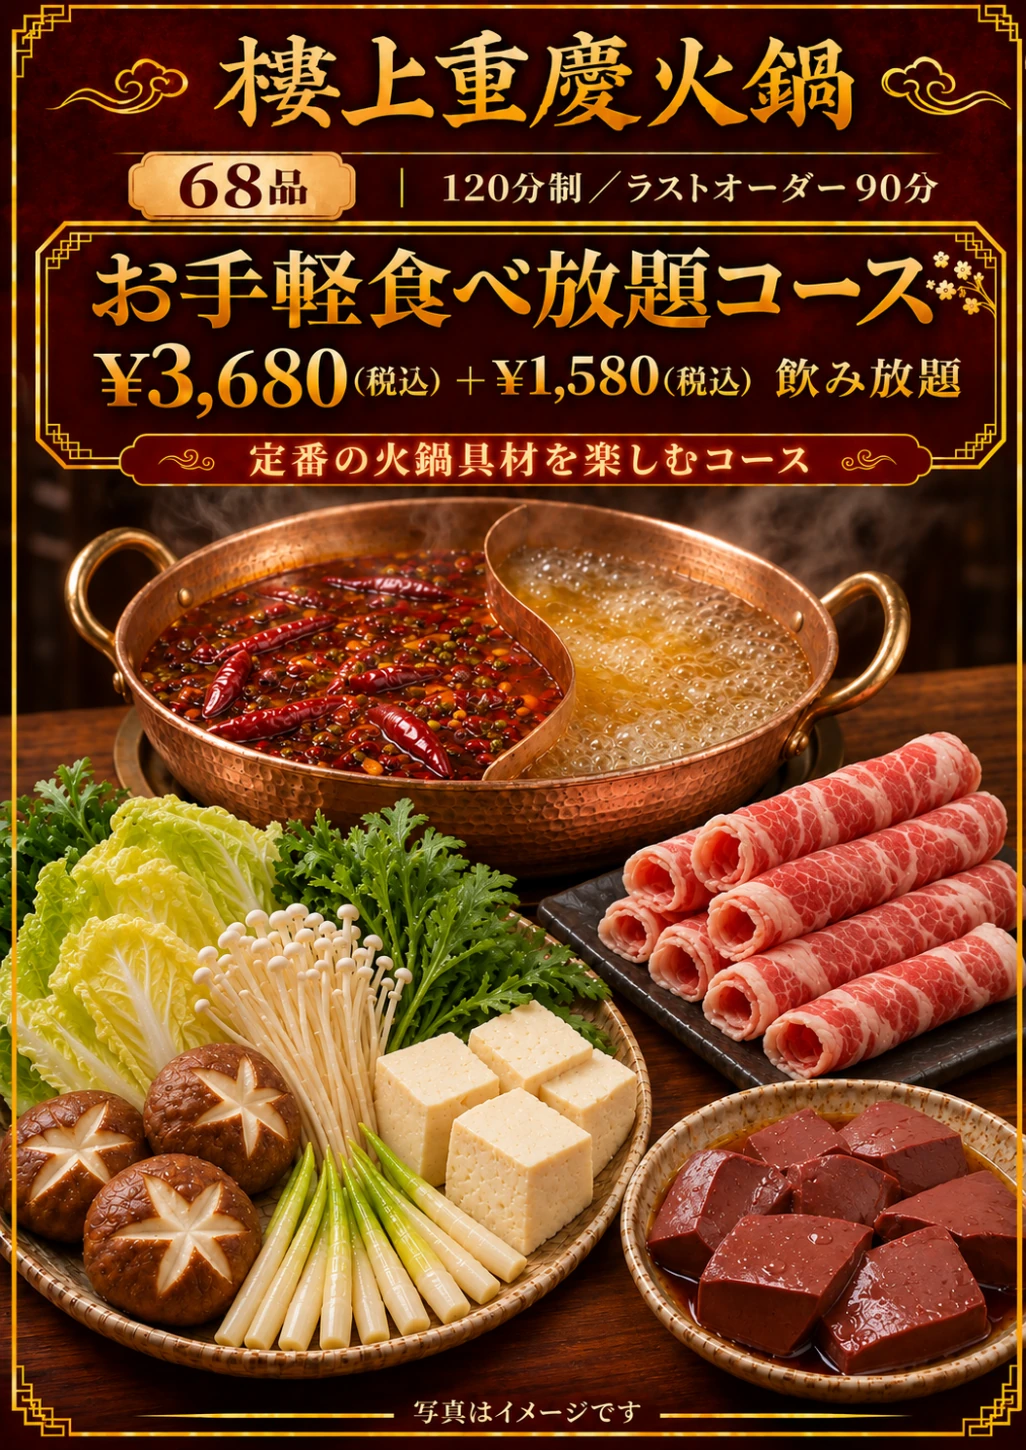 樓上重慶火鍋
68品 | 120分制／ラストオーダー90分
お手軽食べ放題コース
¥3,680(税込)＋¥1,580(税込) 飲み放題
定番の火鍋具材を楽しむコース
写真はイメージです